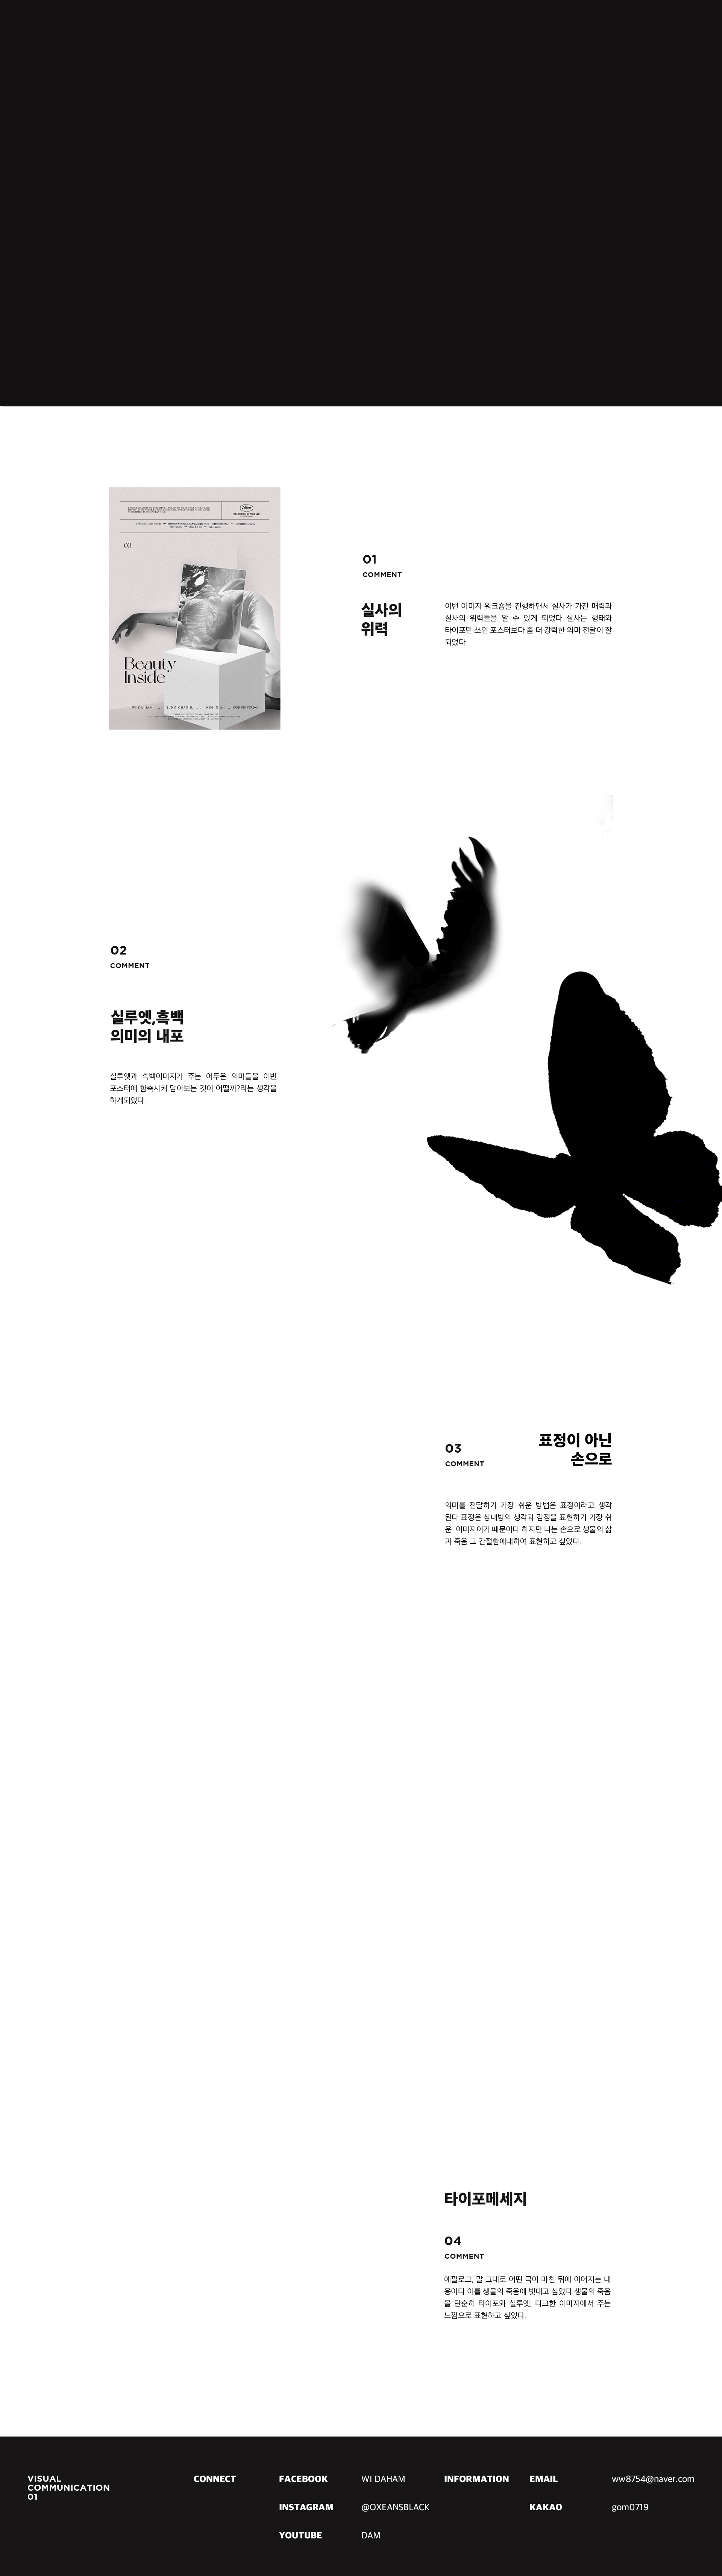 03
Beauty
Inside
01
COMMENT
실사의
위력
이번 이미지 워크숍을 진행하면서 실사가 가진 매력과
실사의 위력들을 알 수 있게 되었다 실사는 형태와
타이포만 쓰인 포스터보다 좀 더 강력한 의미 전달이 잘
되었다
02
COMMENT
실루엣,흑백
의미의 내포
실루엣과 흑백이미지가 주는 어두운 의미들을 이번
포스터에 함축시켜 담아보는 것이 어떨까?라는 생각을
하게되었다.
03
COMMENT
표정이 아닌
손으로
의미를 전달하기 가장 쉬운 방법은 표정이라고 생각
된다 표정은 상대방의 생각과 감정을 표현하기 가장 쉬
운 이미지이기 때문이다 하지만 나는 손으로 생물의 삶
과 죽음 그 간절함에대하여 표현하고 싶었다.
타이포메세지
04
COMMENT
에필로그, 말 그대로 어떤 극이 마친 뒤에 이어지는 내
용이다 이를 생물의 죽음에 빗대고 싶었다 생물의 죽음
을 단순히 타이포와 실루엣, 다크한 이미지에서 주는
느낌으로 표현하고 싶었다.
VISUAL
COMMUNICATION
01
CONNECT
FACEBOOK WI DAHAM
INSTAGRAM @OXEANSBLACK
YOUTUBE DAM
INFORMATION
EMAIL ww8754@naver.com
KAKAO gom0719